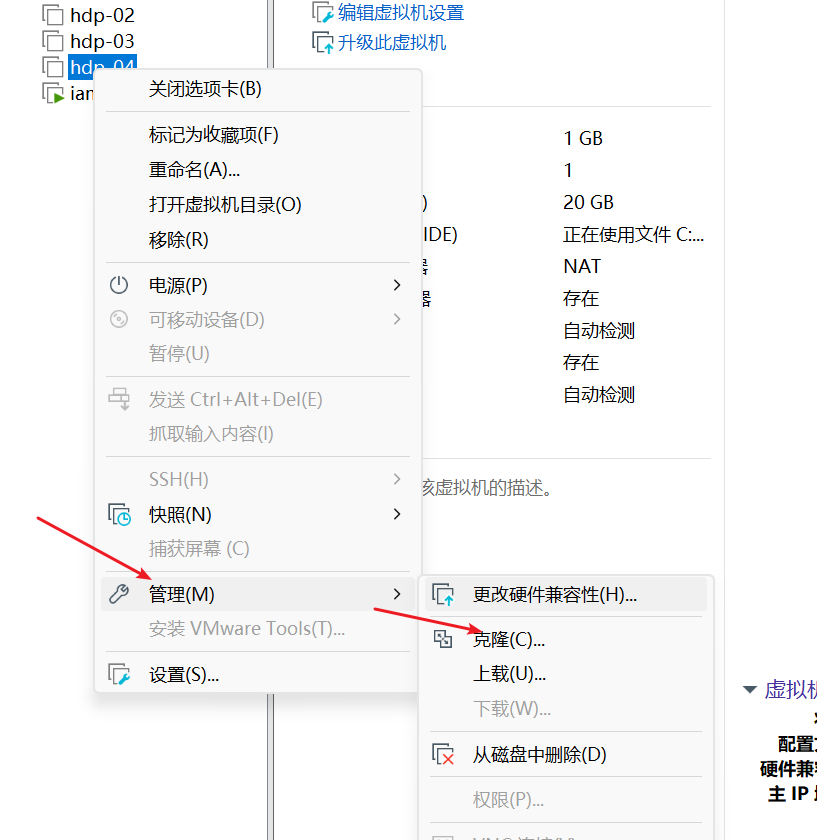 hdp-02
hdp-03
hdp-04
编辑虚拟机设置
升级此虚拟机
关闭选项卡(B)
标记为收藏项(F)
重命名(A)...
打开虚拟机目录(O)
移除(R)
电源(P)
可移动设备(D)
暂停(U)
发送 Ctrl+Alt+Del(E)
抓取输入内容(I)
SSH(H)
快照(N)
捕获屏幕 (C)
管理(M)
安装 VMware Tools(T)...
设置(S)...
1 GB
1
)
20 GB
IDE)
正在使用文件 C:...
器
NAT
器
存在
自动检测
存在
自动检测
该虚拟机的描述。
更改硬件兼容性(H)...
克隆(C)...
上载(U)...
下载(W)...
从磁盘中删除(D)
权限(P)...
虚拟机
配置文
硬件兼容
主 IP 地